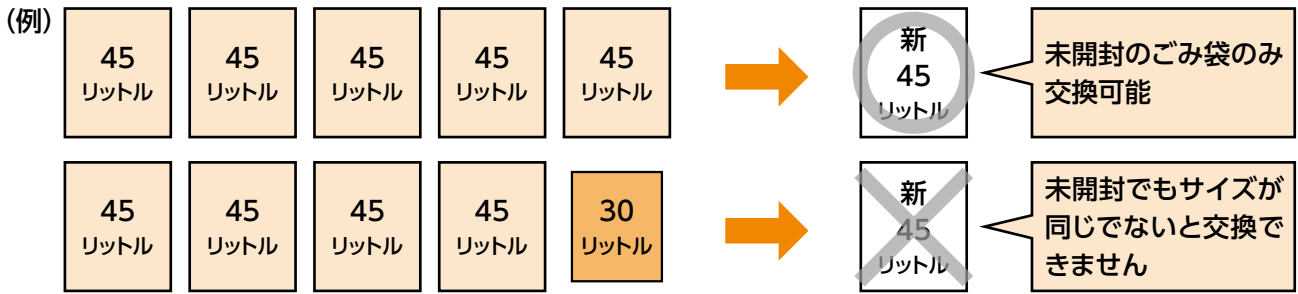 (例)
45 45 45 45 45 新
リットル リットル リットル リットル リットル 45
リットル
未開封のごみ袋のみ
交換可能
45 45 45 45 30 新
リットル リットル リットル リットル リットル 45
リットル
未開封でもサイズが
同じでないと交換で
きません